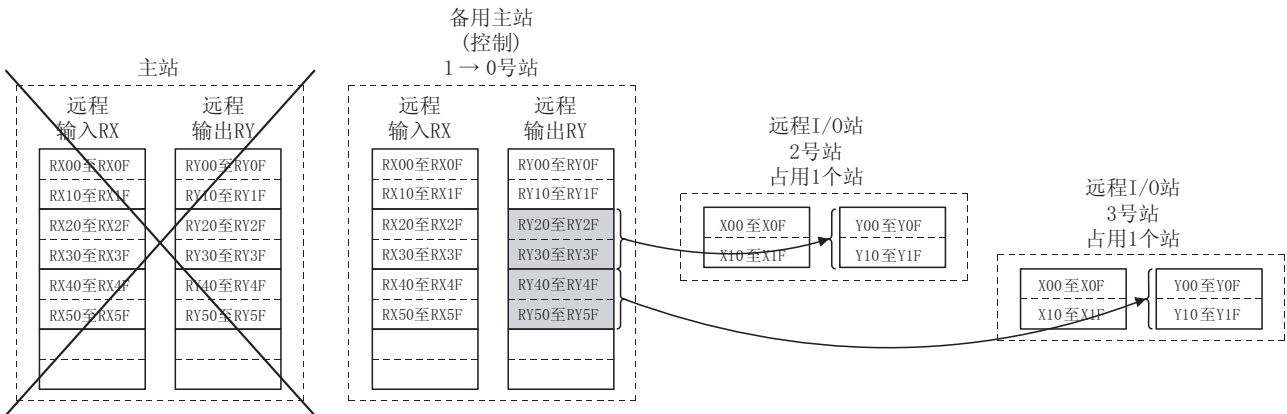 主站
远程
输入RX
远程
输出RY
RX00至RX0F
RX10至RX1F
RX20至RX2F
RX30至RX3F
RX40至RX4F
RX50至RX5F
RY00至RY0F
RY10至RY1F
RY20至RY2F
RY30至RY3F
RY40至RY4F
RY50至RY5F
备用主站
(控制)
1 → 0号站
远程
输入RX
远程
输出RY
RX00至RX0F
RX10至RX1F
RX20至RX2F
RX30至RX3F
RX40至RX4F
RX50至RX5F
RY00至RY0F
RY10至RY1F
RY20至RY2F
RY30至RY3F
RY40至RY4F
RY50至RY5F
远程I/O站
2号站
占用1个站
X00至X0F
X10至X1F
Y00至Y0F
Y10至Y1F
远程I/O站
3号站
占用1个站
X00至X0F
X10至X1F
Y00至Y0F
Y10至Y1F